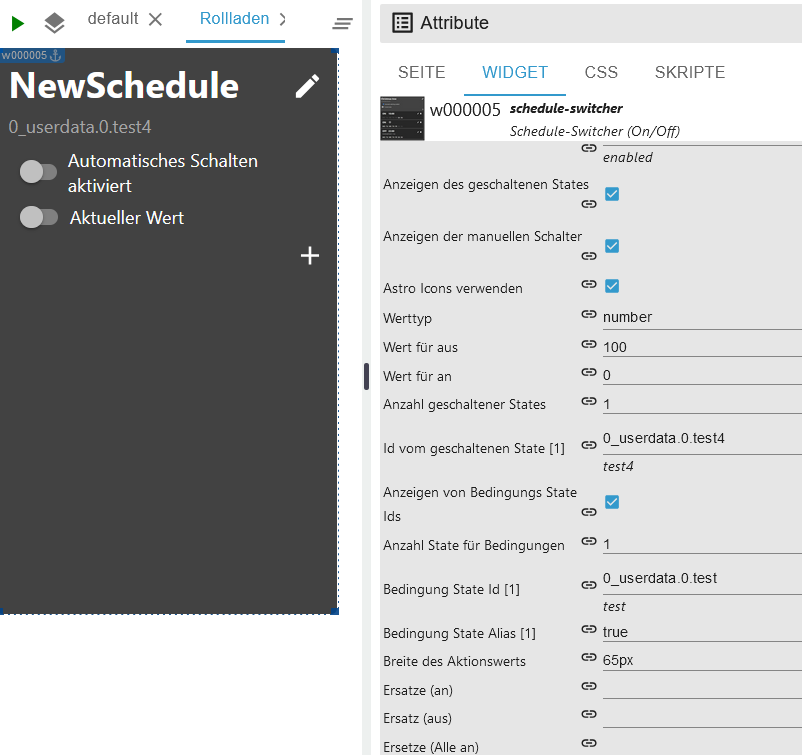 default
Rollladen
w000005
NewSchedule
0_userdata.0.test4
Automatisches Schalten
aktiviert
Aktueller Wert
Attribute
SEITE WIDGET CSS SKRIPTE
w000005 schedule-switcher
Schedule-Switcher (On/Off)
enabled
Anzeigen des geschaltenen States
Anzeigen der manuellen Schalter
Astro Icons verwenden
Werttyp number
Wert für aus 100
Wert für an 0
Anzahl geschaltener States 1
Id vom geschaltenen State [1] 0_userdata.0.test4
test4
Anzeigen von Bedingungs State
Ids
Anzahl State für Bedingungen 1
Bedingung State Id [1] 0_userdata.0.test
test
Bedingung State Alias [1] true
Breite des Aktionswerts 65px
Ersatze (an)
Ersatz (aus)
Ersetze (Alle an)